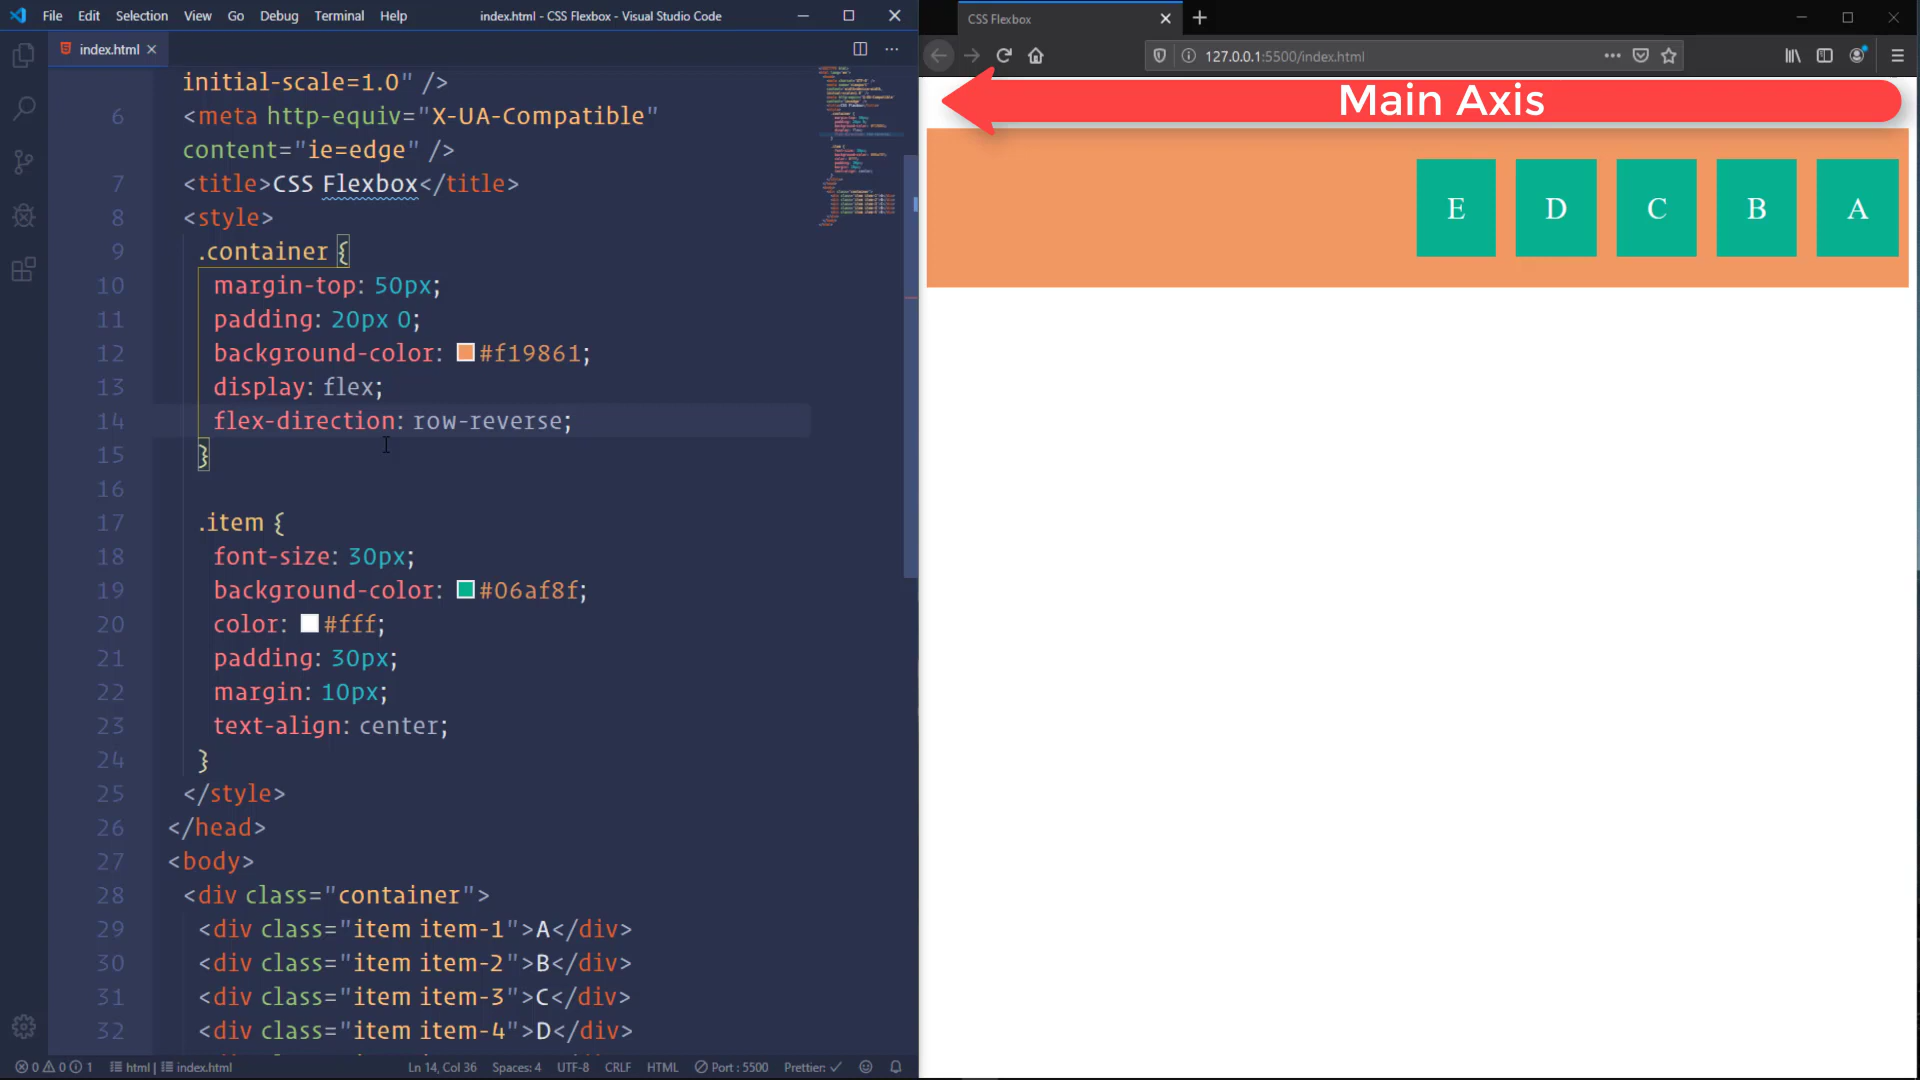 File Edit Selection View Go Debug Terminal Help index.html - CSS Flexbox - Visual Studio Code
index.html
initial-scale=1.0" />
6 <meta http-equiv="X-UA-Compatible"
content="ie=edge" />
7 <title>CSS Flexbox</title>
8 <style>
9 .container {
10 margin-top: 50px;
11 padding: 20px 0;
12 background-color: #f19861;
13 display: flex;
14 flex-direction: row-reverse;
15 }
16
17 .item {
18 font-size: 30px;
19 background-color: #06af8f;
20 color: #fff;
21 padding: 30px;
22 margin: 10px;
23 text-align: center;
24 }
25 </style>
26 </head>
27 <body>
28 <div class="container">
29 <div class="item item-1">A</div>
30 <div class="item item-2">B</div>
31 <div class="item item-3">C</div>
32 <div class="item item-4">D</div>
0 0 1 html | index.html Ln 14, Col 36 Spaces: 4 UTF-8 CRLF HTML Port : 5500 Prettier: ✓
CSS Flexbox
127.0.0.1:5500/index.html
Main Axis
E D C B A